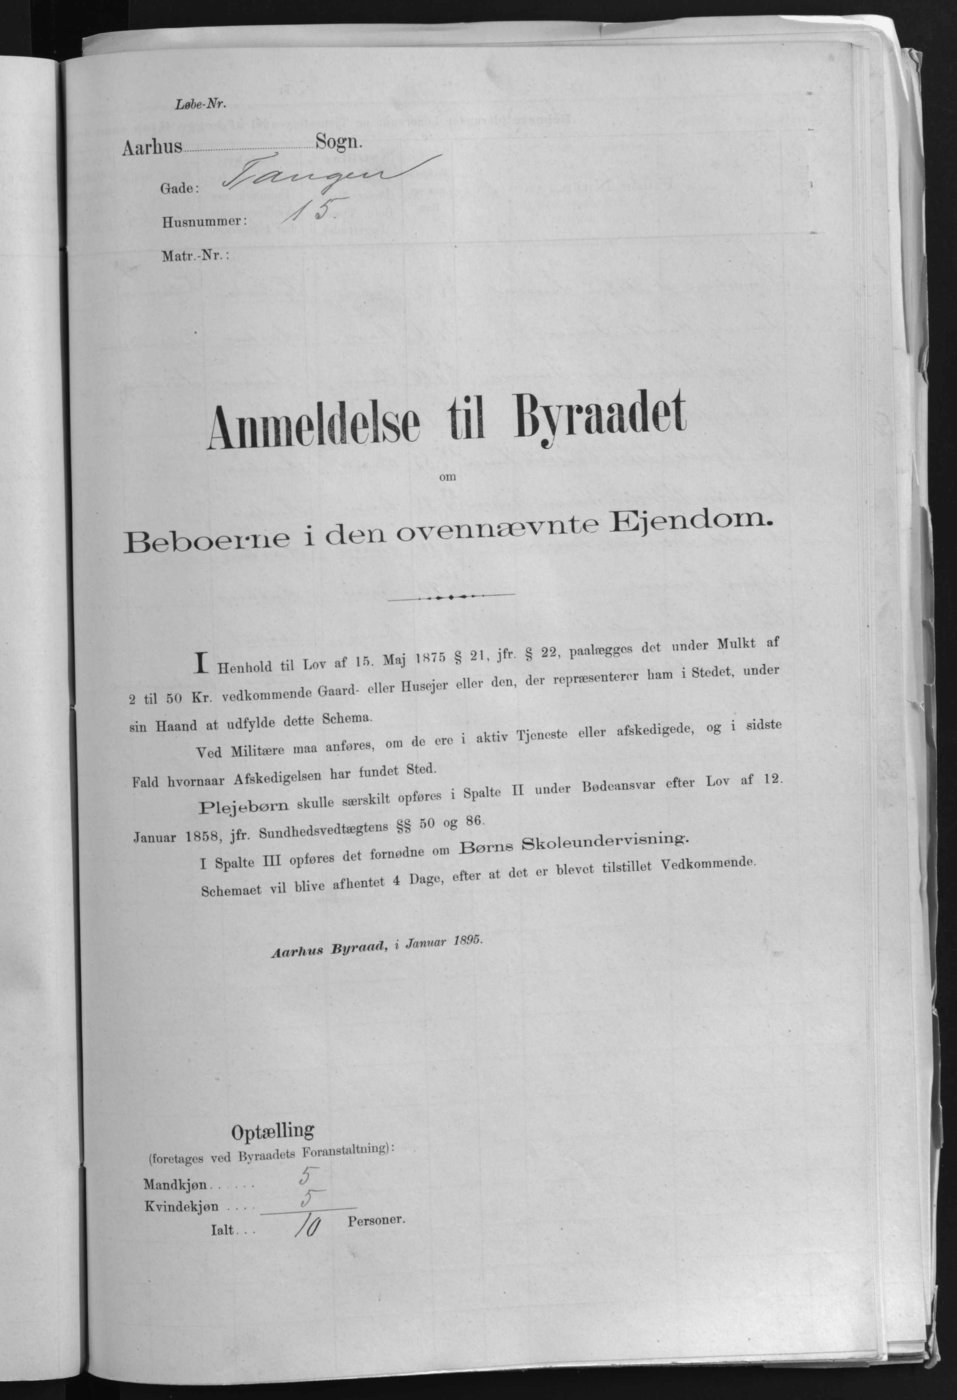 Løbe-Nr.
Aarhus Sogn.
Gade: Tangen
Husnummer: 15.
Matr.-Nr.:
Anmeldelse til Byraadet
om
Beboerne i den ovennævnte Ejendom.
I Henhold til Lov af 15. Maj 1875 § 21, jfr. § 22, paalægges det under Mulkt af
2 til 50 Kr. vedkommende Gaard- eller Husejer eller den, der repræsenterer ham i Stedet, under
sin Haand at udfylde dette Schema.
Ved Militære maa anføres, om de ere i aktiv Tjeneste eller afskedigede, og i sidste
Fald hvornaar Afskedigelsen har fundet Sted.
Plejebørn skulle særskilt opføres i Spalte II under Bødeansvar efter Lov af 12.
Januar 1858, jfr. Sundhedsvedtægtens §§ 50 og 86.
I Spalte III opføres det fornødne om Børns Skoleundervisning.
Schemaet vil blive afhentet 4 Dage, efter at det er blevet tilstillet Vedkommende.
Aarhus Byraad, i Januar 1895.
Optælling
(foretages ved Byraadets Foranstaltning):
Mandkjøn...... 5
Kvindekjøn .... 5
Ialt... 10 Personer.